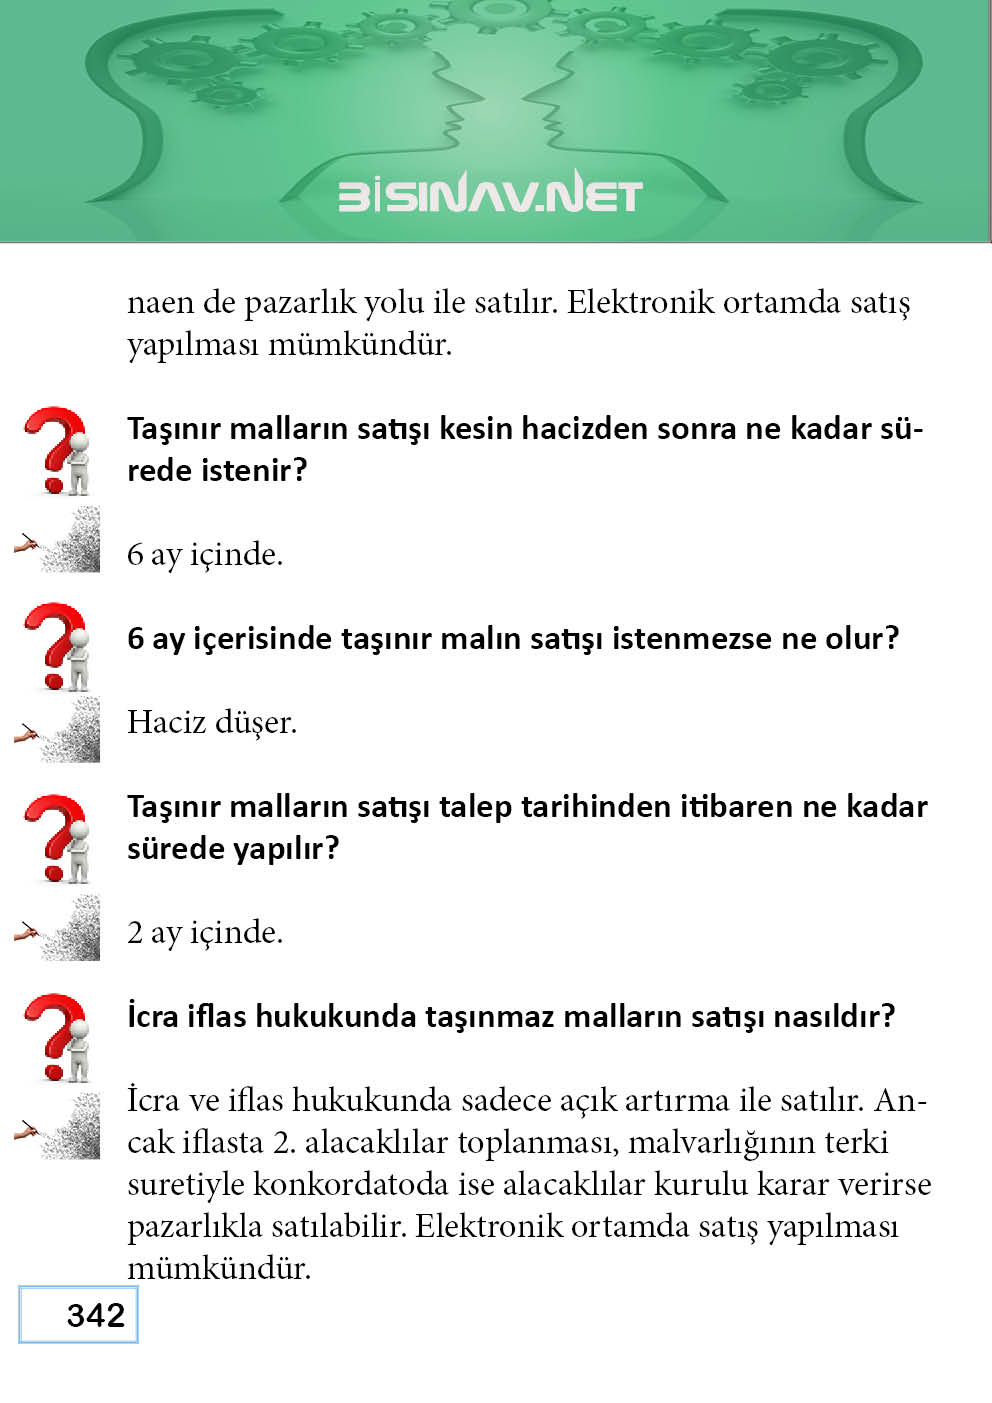 BİSINAV.NET
naen de pazarlık yolu ile satılır. Elektronik ortamda satış
yapılması mümkündür.
Taşınır malların satışı kesin hacizden sonra ne kadar sü-
rede istenir?
6 ay içinde.
6 ay içerisinde taşınır malın satışı istenmezse ne olur?
Haciz düşer.
Taşınır malların satışı talep tarihinden itibaren ne kadar
sürede yapılır?
2 ay içinde.
İcra iflas hukukunda taşınmaz malların satışı nasıldır?
İcra ve iflas hukukunda sadece açık artırma ile satılır. An-
cak iflasta 2. alacaklılar toplanması, malvarlığının terki
suretiyle konkordatoda ise alacaklılar kurulu karar verirse
pazarlıkla satılabilir. Elektronik ortamda satış yapılması
mümkündür.
342